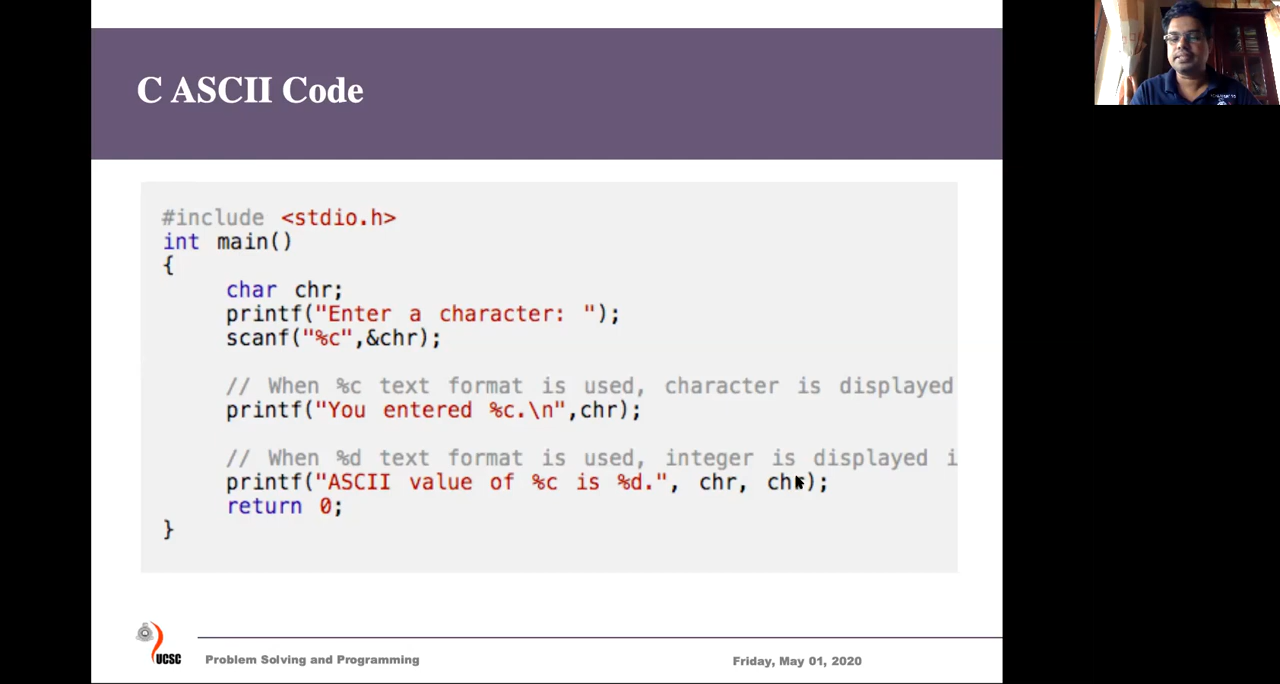 C ASCII Code
#include <stdio.h>
int main()
{
char chr;
printf("Enter a character: ");
scanf("%c",&chr);
// When %c text format is used, character is displayed
printf("You entered %c.\n",chr);
// When %d text format is used, integer is displayed i
printf("ASCII value of %c is %d.", chr, chr);
return 0;
}
UCSC
Problem Solving and Programming
Friday, May 01, 2020